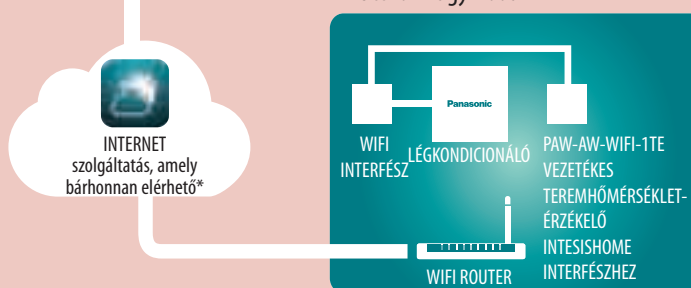 INTERNET
szolgáltatás, amely
bárhonnan elérhető*
Panasonic
WIFI
INTERFÉSZ
LÉGKONDICIONÁLÓ
PAW-AW-WIFI-1TE
VEZETÉKES
TEREMHŐMÉRSÉKLET-
ÉRZÉKELŐ
INTESISHOME
INTERFÉSZHEZ
WIFI ROUTER